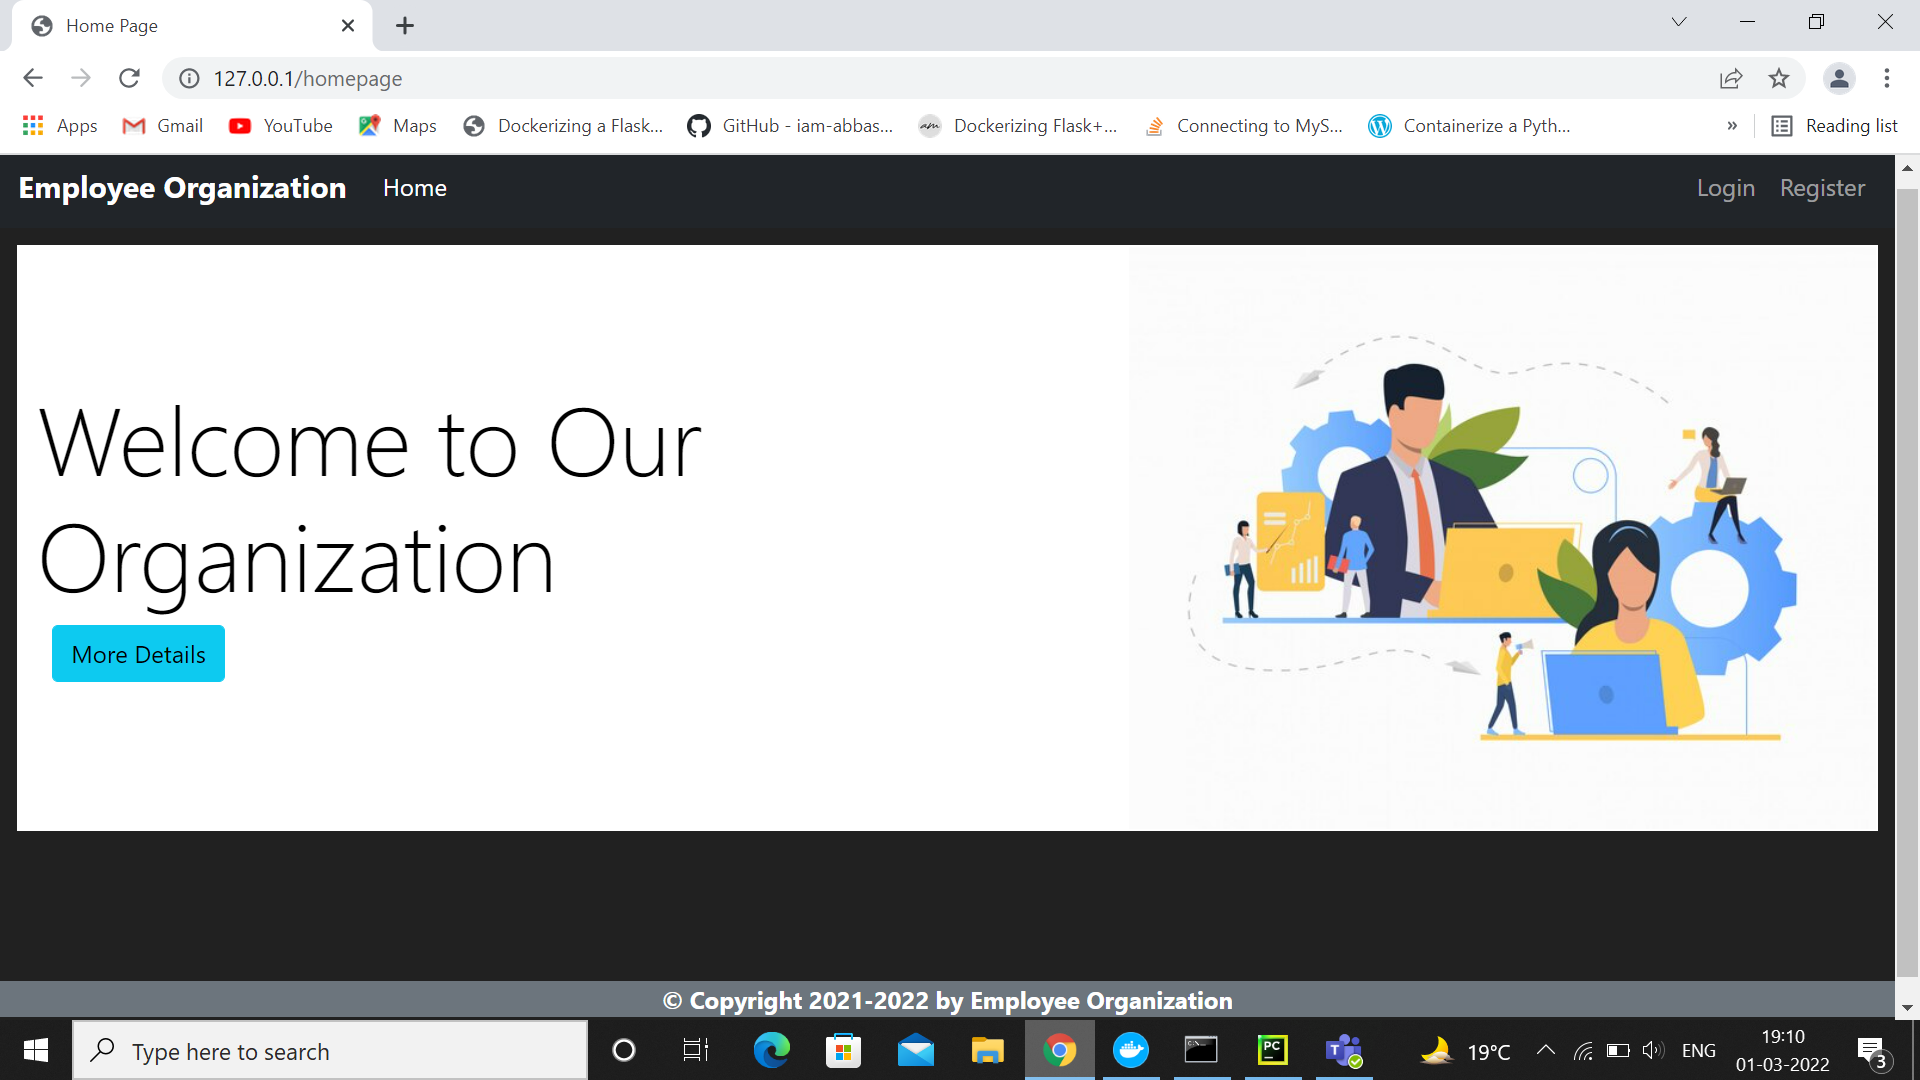 Home Page
127.0.0.1/homepage
Apps Gmail YouTube Maps Dockerizing a Flask... GitHub - iam-abbas... am Dockerizing Flask+... Connecting to MyS... Containerize a Pyth... » Reading list
Employee Organization Home Login Register
Welcome to Our
Organization
More Details
© Copyright 2021-2022 by Employee Organization
Type here to search
PC
T
19°C
ENG
19:10
01-03-2022
3